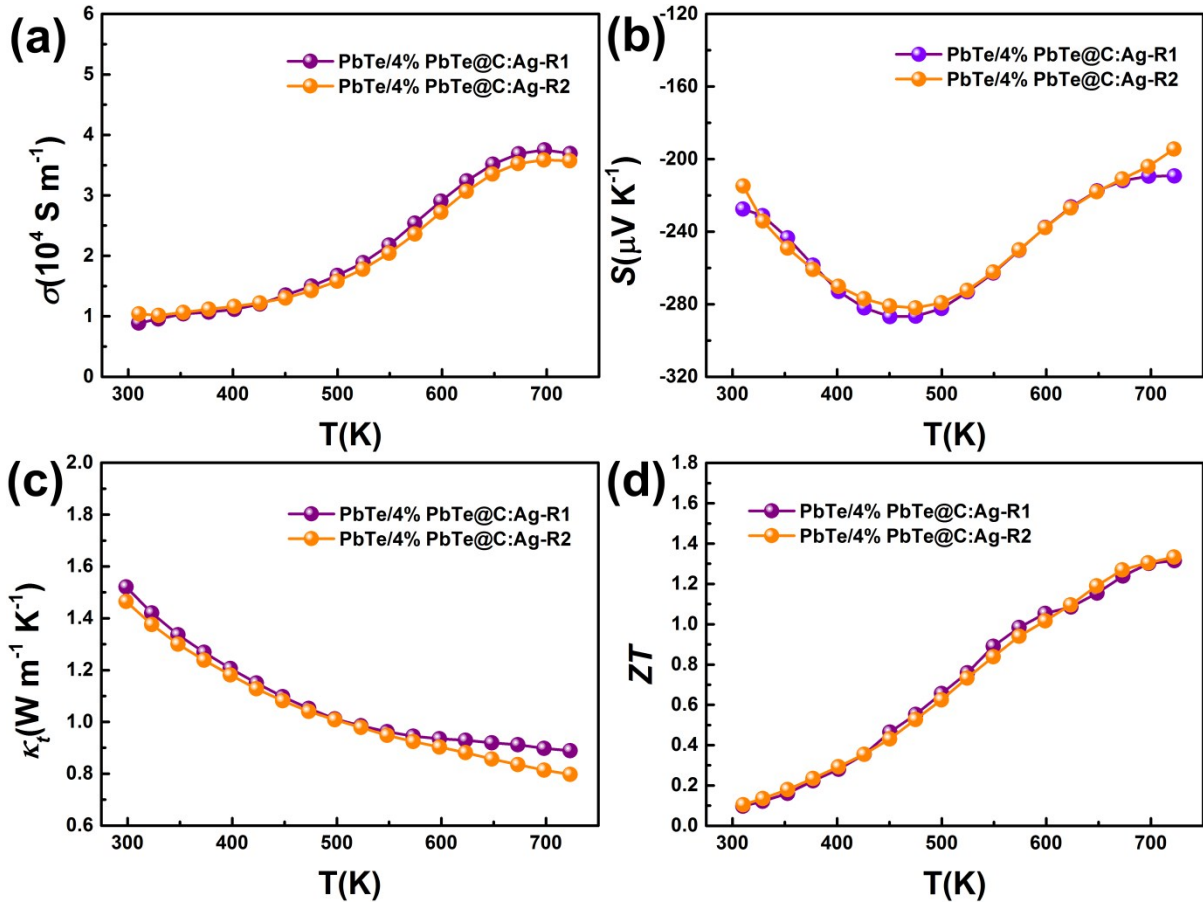 (a)
6
5
4
3
2
1
0
σ(10⁴ S m⁻¹)
PbTe/4% PbTe@C:Ag-R1
PbTe/4% PbTe@C:Ag-R2
300 400 500 600 700
T(K)
(b)
-120
-160
-200
-240
-280
-320
S(μV K⁻¹)
PbTe/4% PbTe@C:Ag-R1
PbTe/4% PbTe@C:Ag-R2
300 400 500 600 700
T(K)
(c)
2.0
1.8
1.6
1.4
1.2
1.0
0.8
0.6
κₜ(W m⁻¹ K⁻¹)
PbTe/4% PbTe@C:Ag-R1
PbTe/4% PbTe@C:Ag-R2
300 400 500 600 700
T(K)
(d)
1.8
1.6
1.4
1.2
1.0
0.8
0.6
0.4
0.2
0.0
ZT
PbTe/4% PbTe@C:Ag-R1
PbTe/4% PbTe@C:Ag-R2
300 400 500 600 700
T(K)